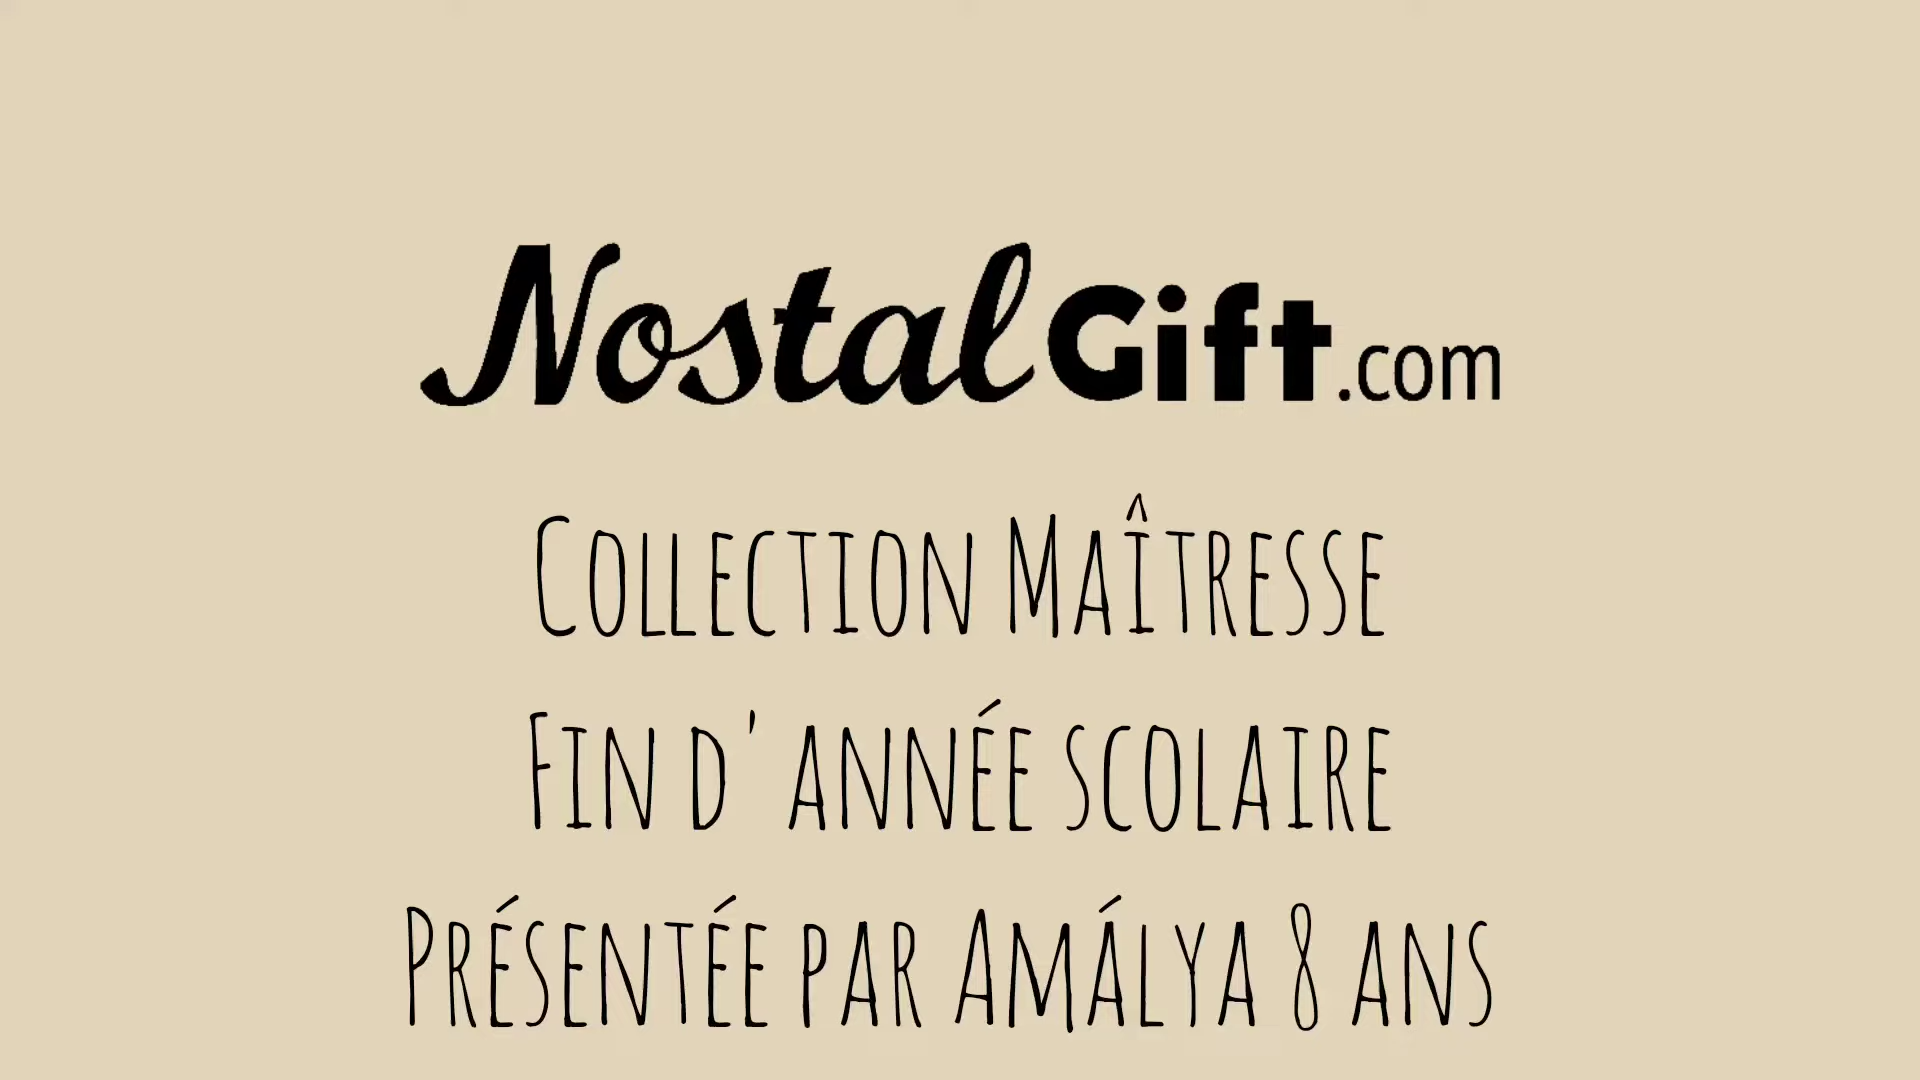 NostalGift.com
Collection Maîtresse
Fin d'année scolaire
Présentée par Amálya 8 ans